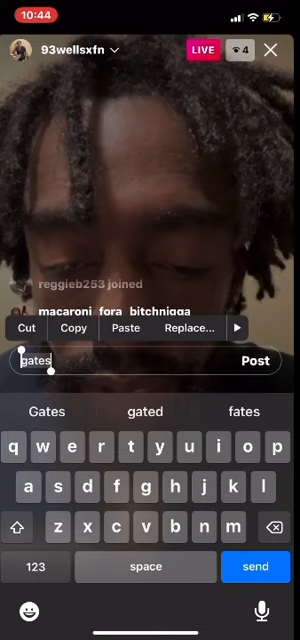 10:44
93wellsxfn
LIVE
4
reggieb253 joined
macaroni_fora_bitchnigga
Cut Copy Paste Replace...
gates
Post
Gates gated fates
q w e r t y u i o p
a s d f g h j k l
z x c v b n m
123 space send